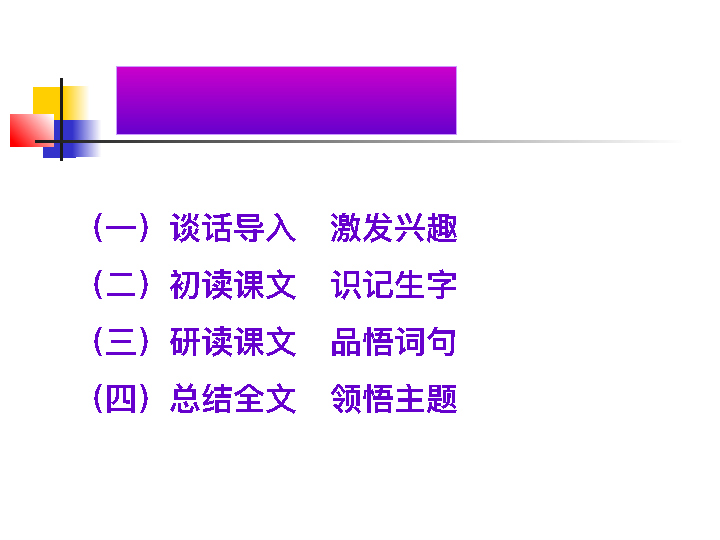 （一）谈话导入　激发兴趣
（二）初读课文　识记生字
（三）研读课文　品悟词句
（四）总结全文　领悟主题